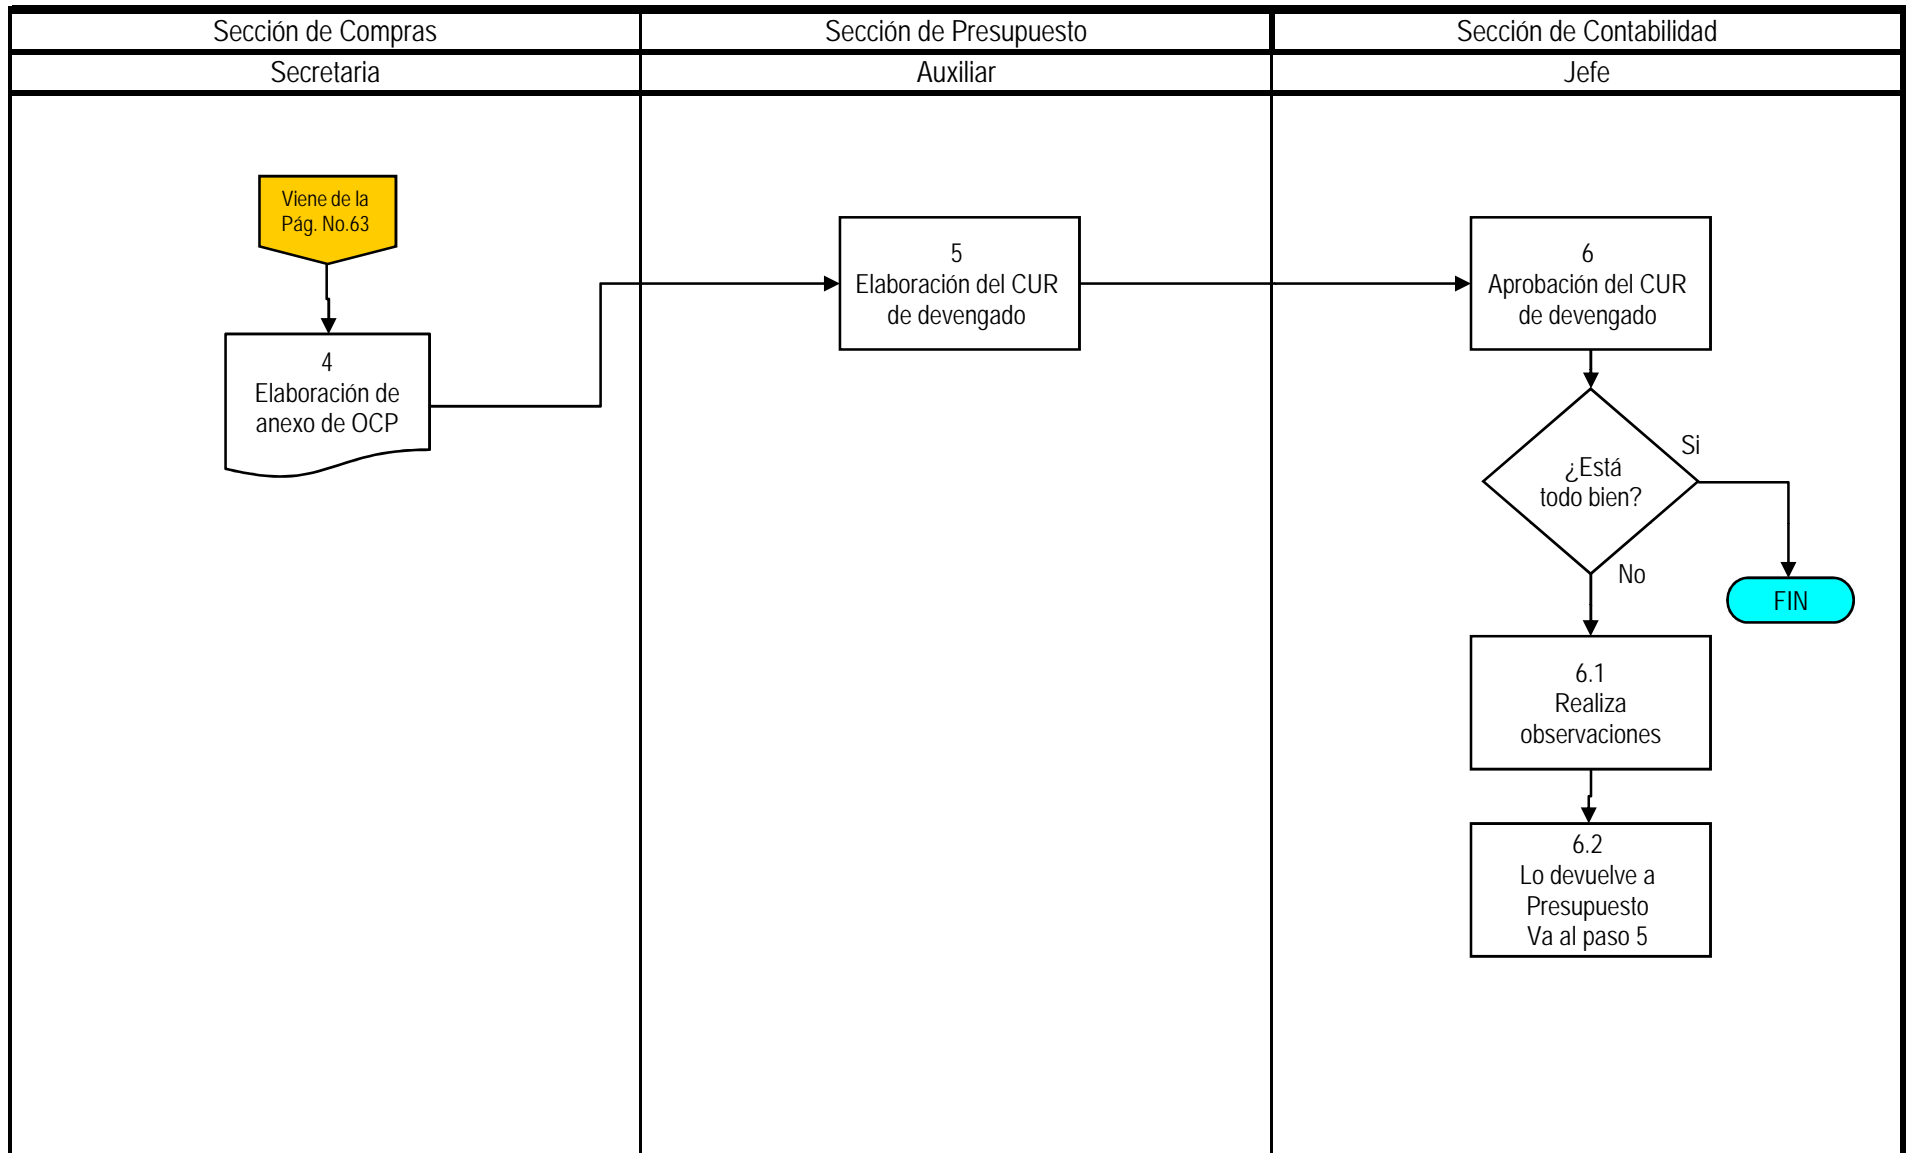 Sección de Compras
Sección de Presupuesto
Sección de Contabilidad
Secretaria
Auxiliar
Jefe
Viene de la
Pág. No.63
4
Elaboración de
anexo de OCP
5
Elaboración del CUR
de devengado
6
Aprobación del CUR
de devengado
¿Está
todo bien?
Si
No
FIN
6.1
Realiza
observaciones
6.2
Lo devuelve a
Presupuesto
Va al paso 5